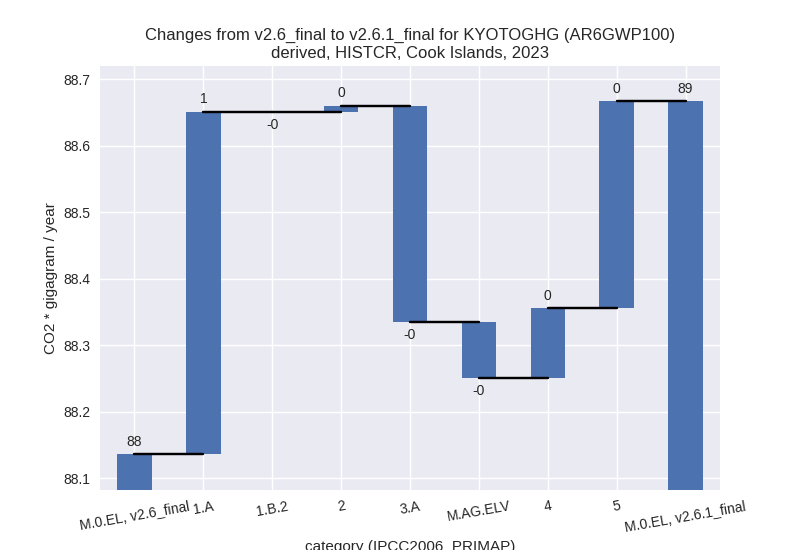 Changes from v2.6_final to v2.6.1_final for KYOTOGHG (AR6GWP100)
derived, HISTCR, Cook Islands, 2023
CO2 * gigagram / year
88.7
88.6
88.5
88.4
88.3
88.2
88.1
88
1
-0
0
-0
-0
0
0
89
M.0.EL, v2.6_final
1.A
1.B.2
2
3.A
M.AG.ELV
4
5
M.0.EL, v2.6.1_final
category (IPCC2006_PRIMAP)